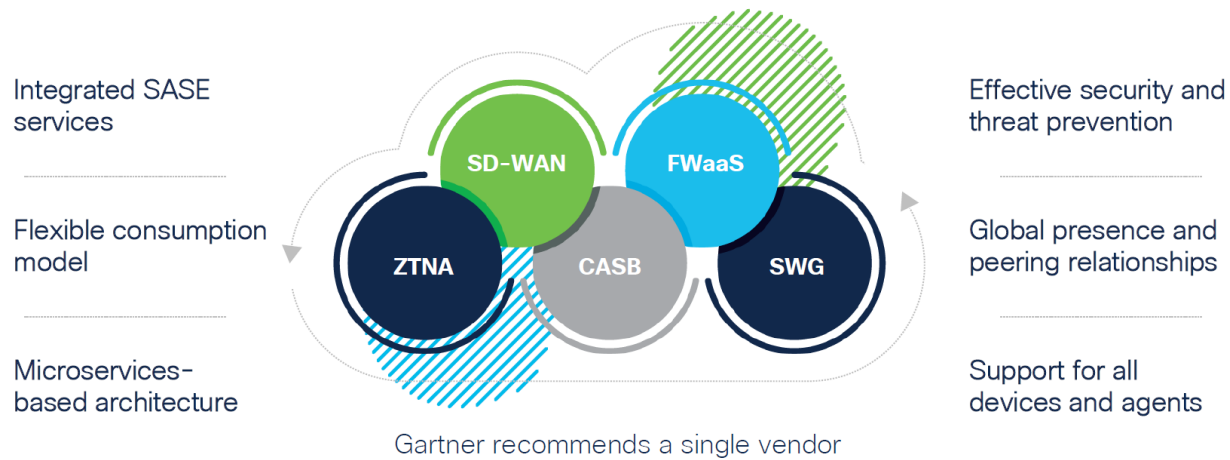 Integrated SASE
services
Flexible consumption
model
Microservices-
based architecture
SD-WAN
FWaaS
ZTNA
CASB
SWG
Effective security and
threat prevention
Global presence and
peering relationships
Support for all
devices and agents
Gartner recommends a single vendor